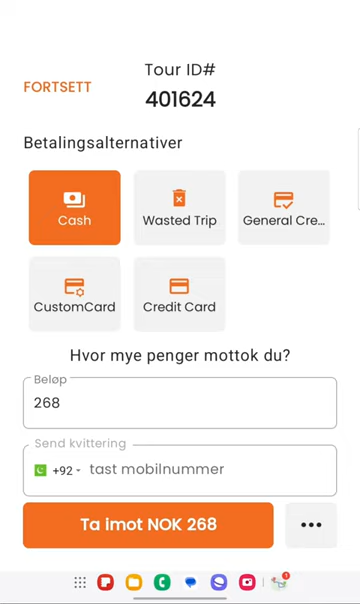 Tour ID#
FORTSETT
401624
Betalingsalternativer
Cash
Wasted Trip
General Cre...
CustomCard
Credit Card
Hvor mye penger mottok du?
Beløp
268
Send kvittering
+92
tast mobilnummer
Ta imot NOK 268
1